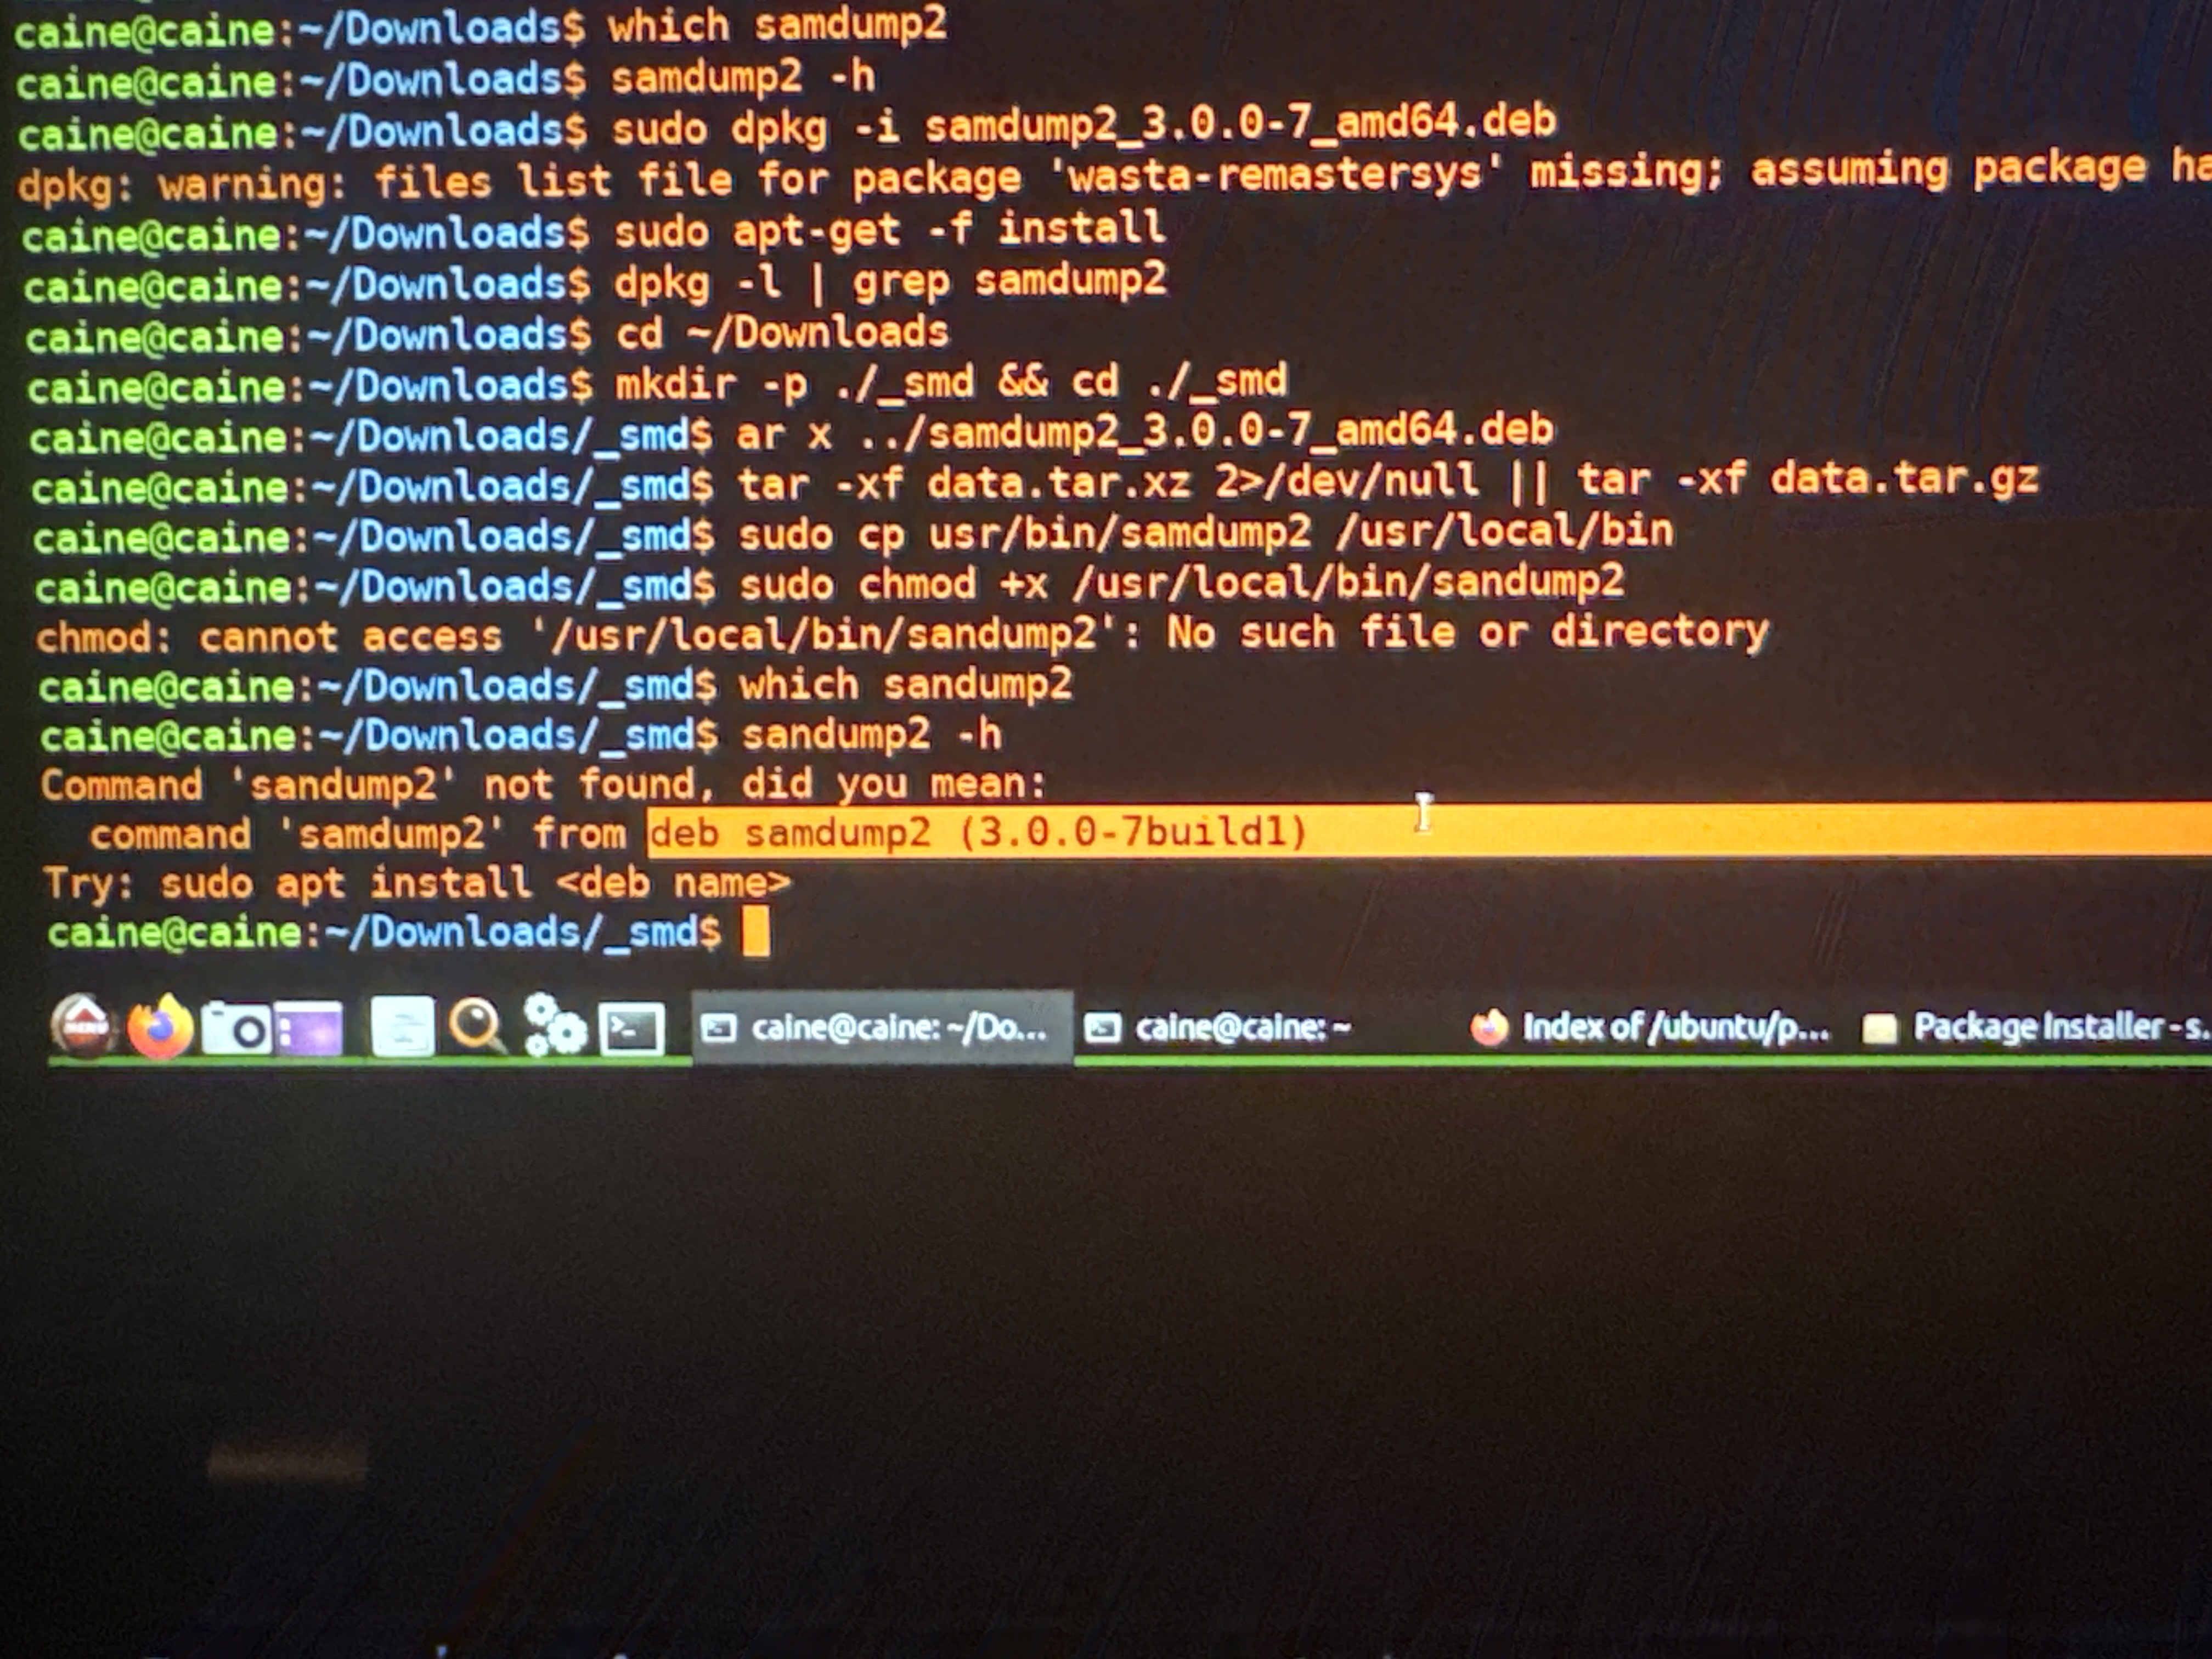 caine@caine:~/Downloads$ which samdump2
caine@caine:~/Downloads$ samdump2 -h
caine@caine:~/Downloads$ sudo dpkg -i samdump2_3.0.0-7_amd64.deb
dpkg: warning: files list file for package 'wasta-remastersys' missing; assuming package ha
caine@caine:~/Downloads$ sudo apt-get -f install
caine@caine:~/Downloads$ dpkg -l | grep samdump2
caine@caine:~/Downloads$ cd ~/Downloads
caine@caine:~/Downloads$ mkdir -p ./_smd && cd ./_smd
caine@caine:~/Downloads/_smd$ ar x ../samdump2_3.0.0-7_amd64.deb
caine@caine:~/Downloads/_smd$ tar -xf data.tar.xz 2>/dev/null || tar -xf data.tar.gz
caine@caine:~/Downloads/_smd$ sudo cp usr/bin/samdump2 /usr/local/bin
caine@caine:~/Downloads/_smd$ sudo chmod +x /usr/local/bin/sandump2
chmod: cannot access '/usr/local/bin/sandump2': No such file or directory
caine@caine:~/Downloads/_smd$ which sandump2
caine@caine:~/Downloads/_smd$ sandump2 -h
Command 'sandump2' not found, did you mean:
  command 'samdump2' from deb samdump2 (3.0.0-7build1)
Try: sudo apt install <deb name>
caine@caine:~/Downloads/_smd$
MENU caine@caine: ~/Do... caine@caine: ~ Index of /ubuntu/p... Package Installer - s.